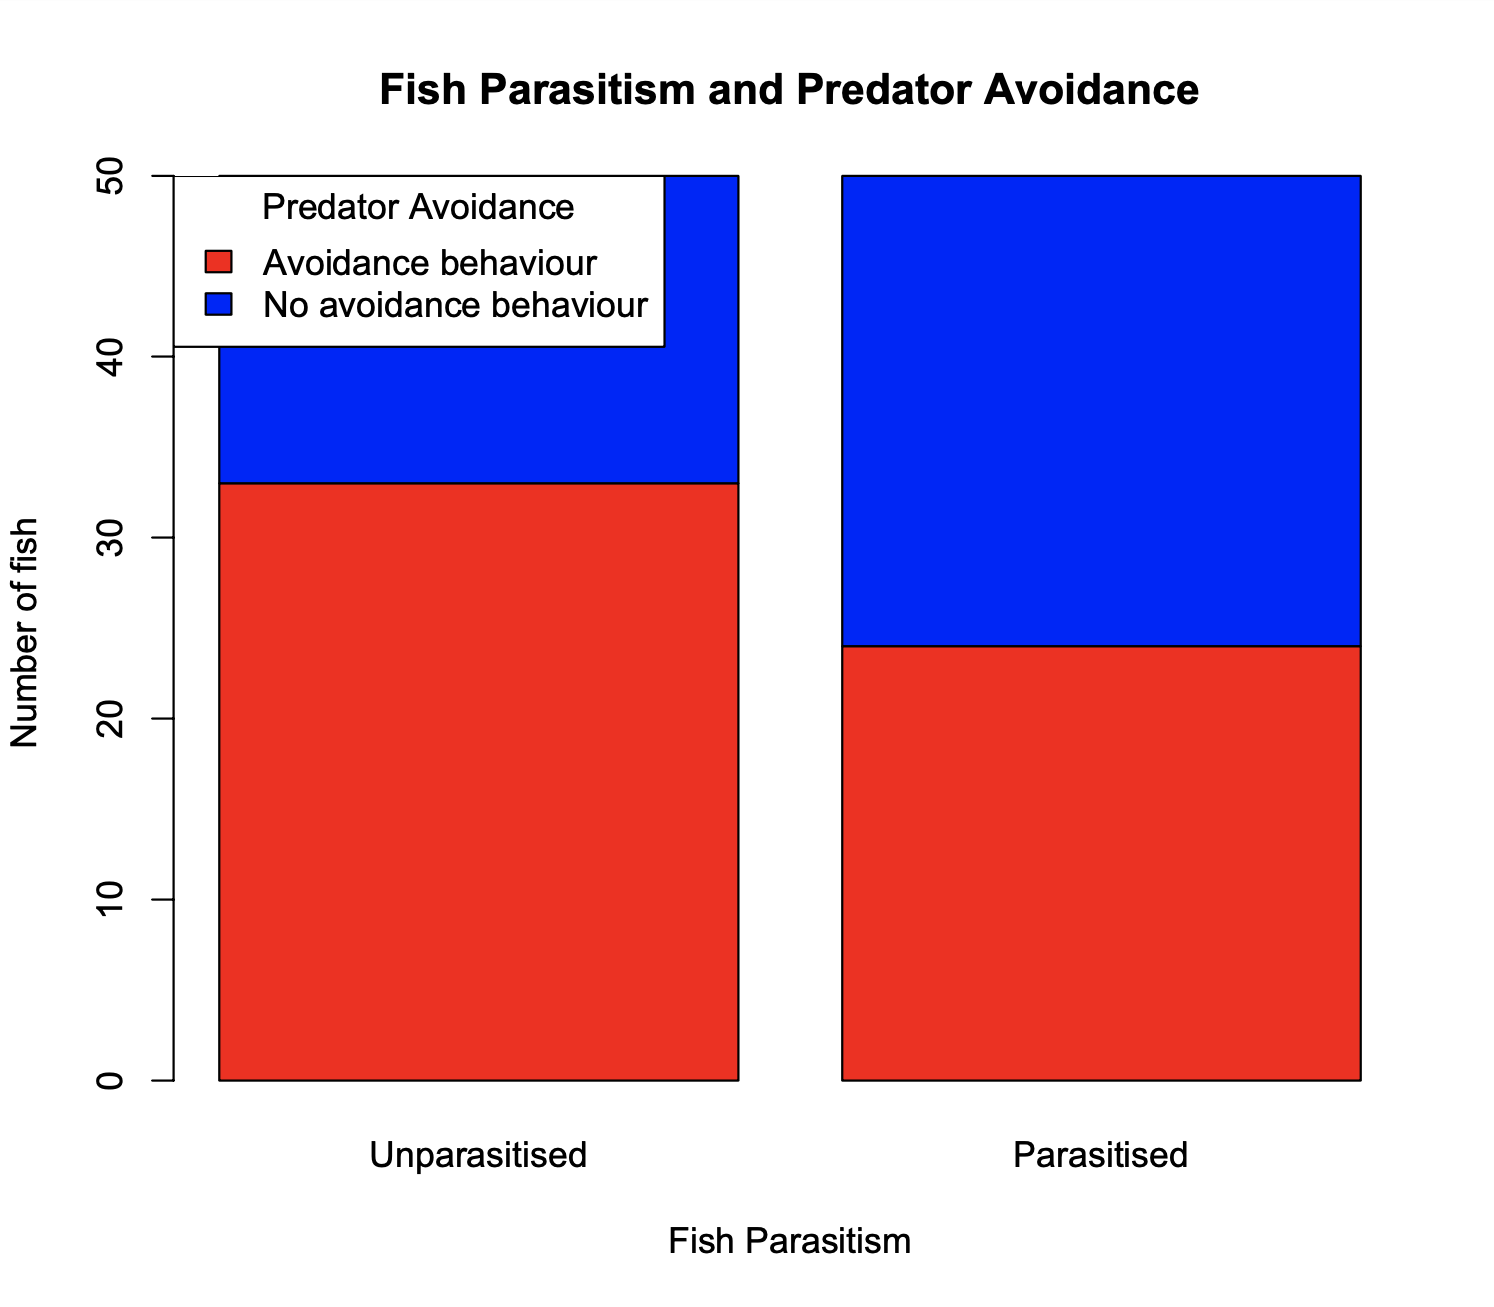 Fish Parasitism and Predator Avoidance
Predator Avoidance
Avoidance behaviour
No avoidance behaviour
50
40
30
20
10
0
Number of fish
Unparasitised
Parasitised
Fish Parasitism